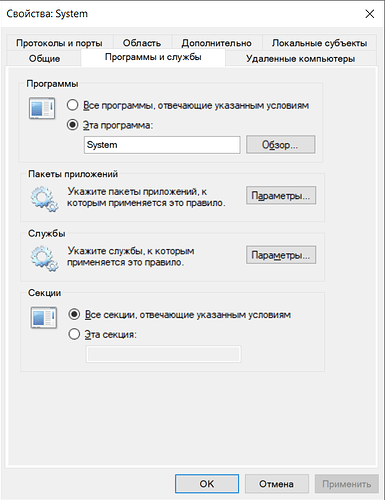 Свойства: System
Протоколы и порты Область Дополнительно Локальные субъекты
Общие Программы и службы Удаленные компьютеры
Программы
Все программы, отвечающие указанным условиям
Эта программа:
System Обзор...
Пакеты приложений
Укажите пакеты приложений, к Параметры...
которым применяется это правило.
Службы
Укажите службы, к которым Параметры...
применяется это правило.
Секции
Все секции, отвечающие указанным условиям
Эта секция:
OK Отмена Применить